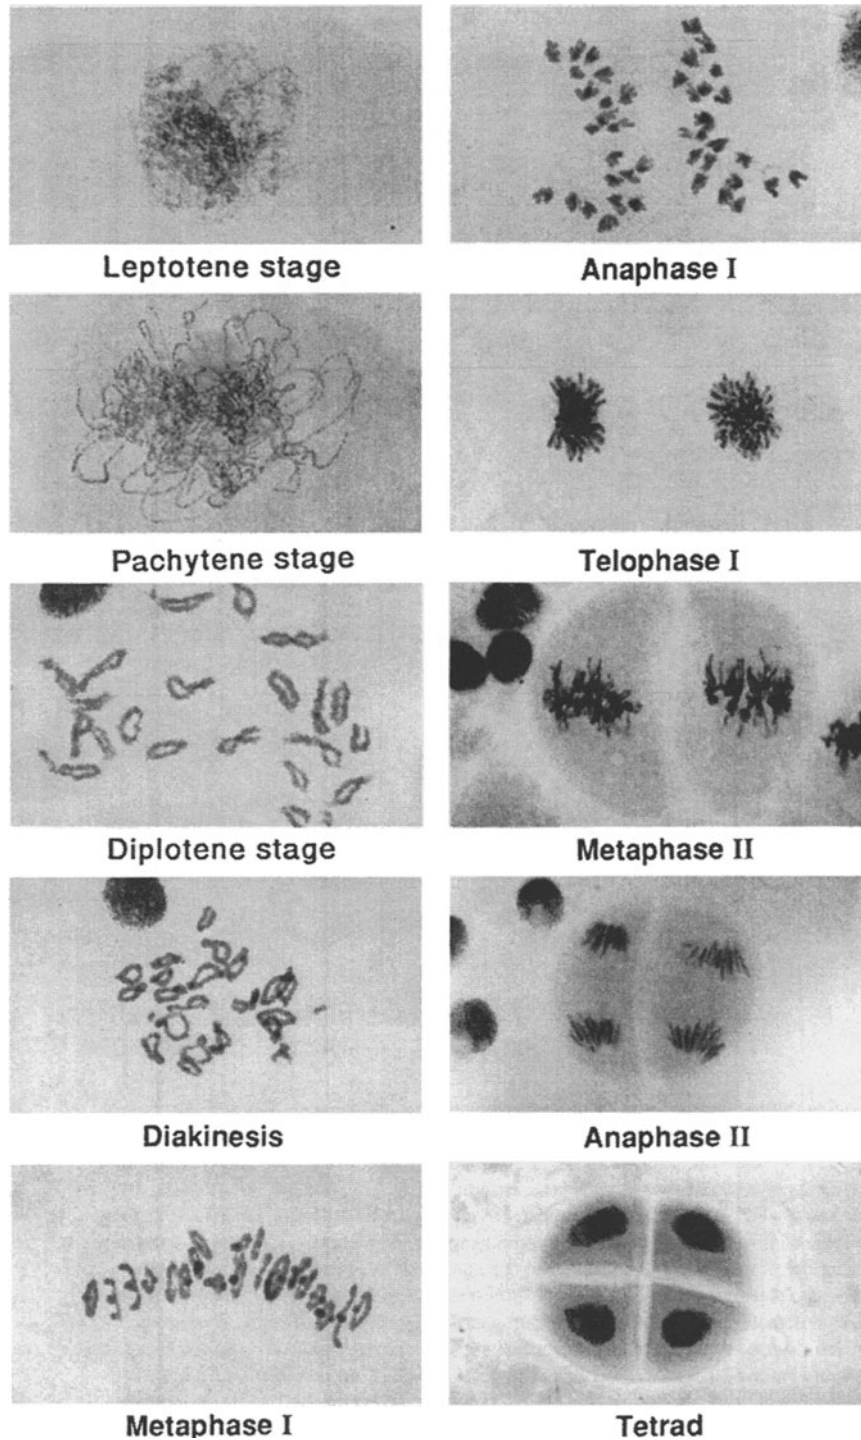 Leptotene stage
Anaphase I
Pachytene stage
Telophase I
Diplotene stage
Metaphase II
Diakinesis
Anaphase II
Metaphase I
Tetrad